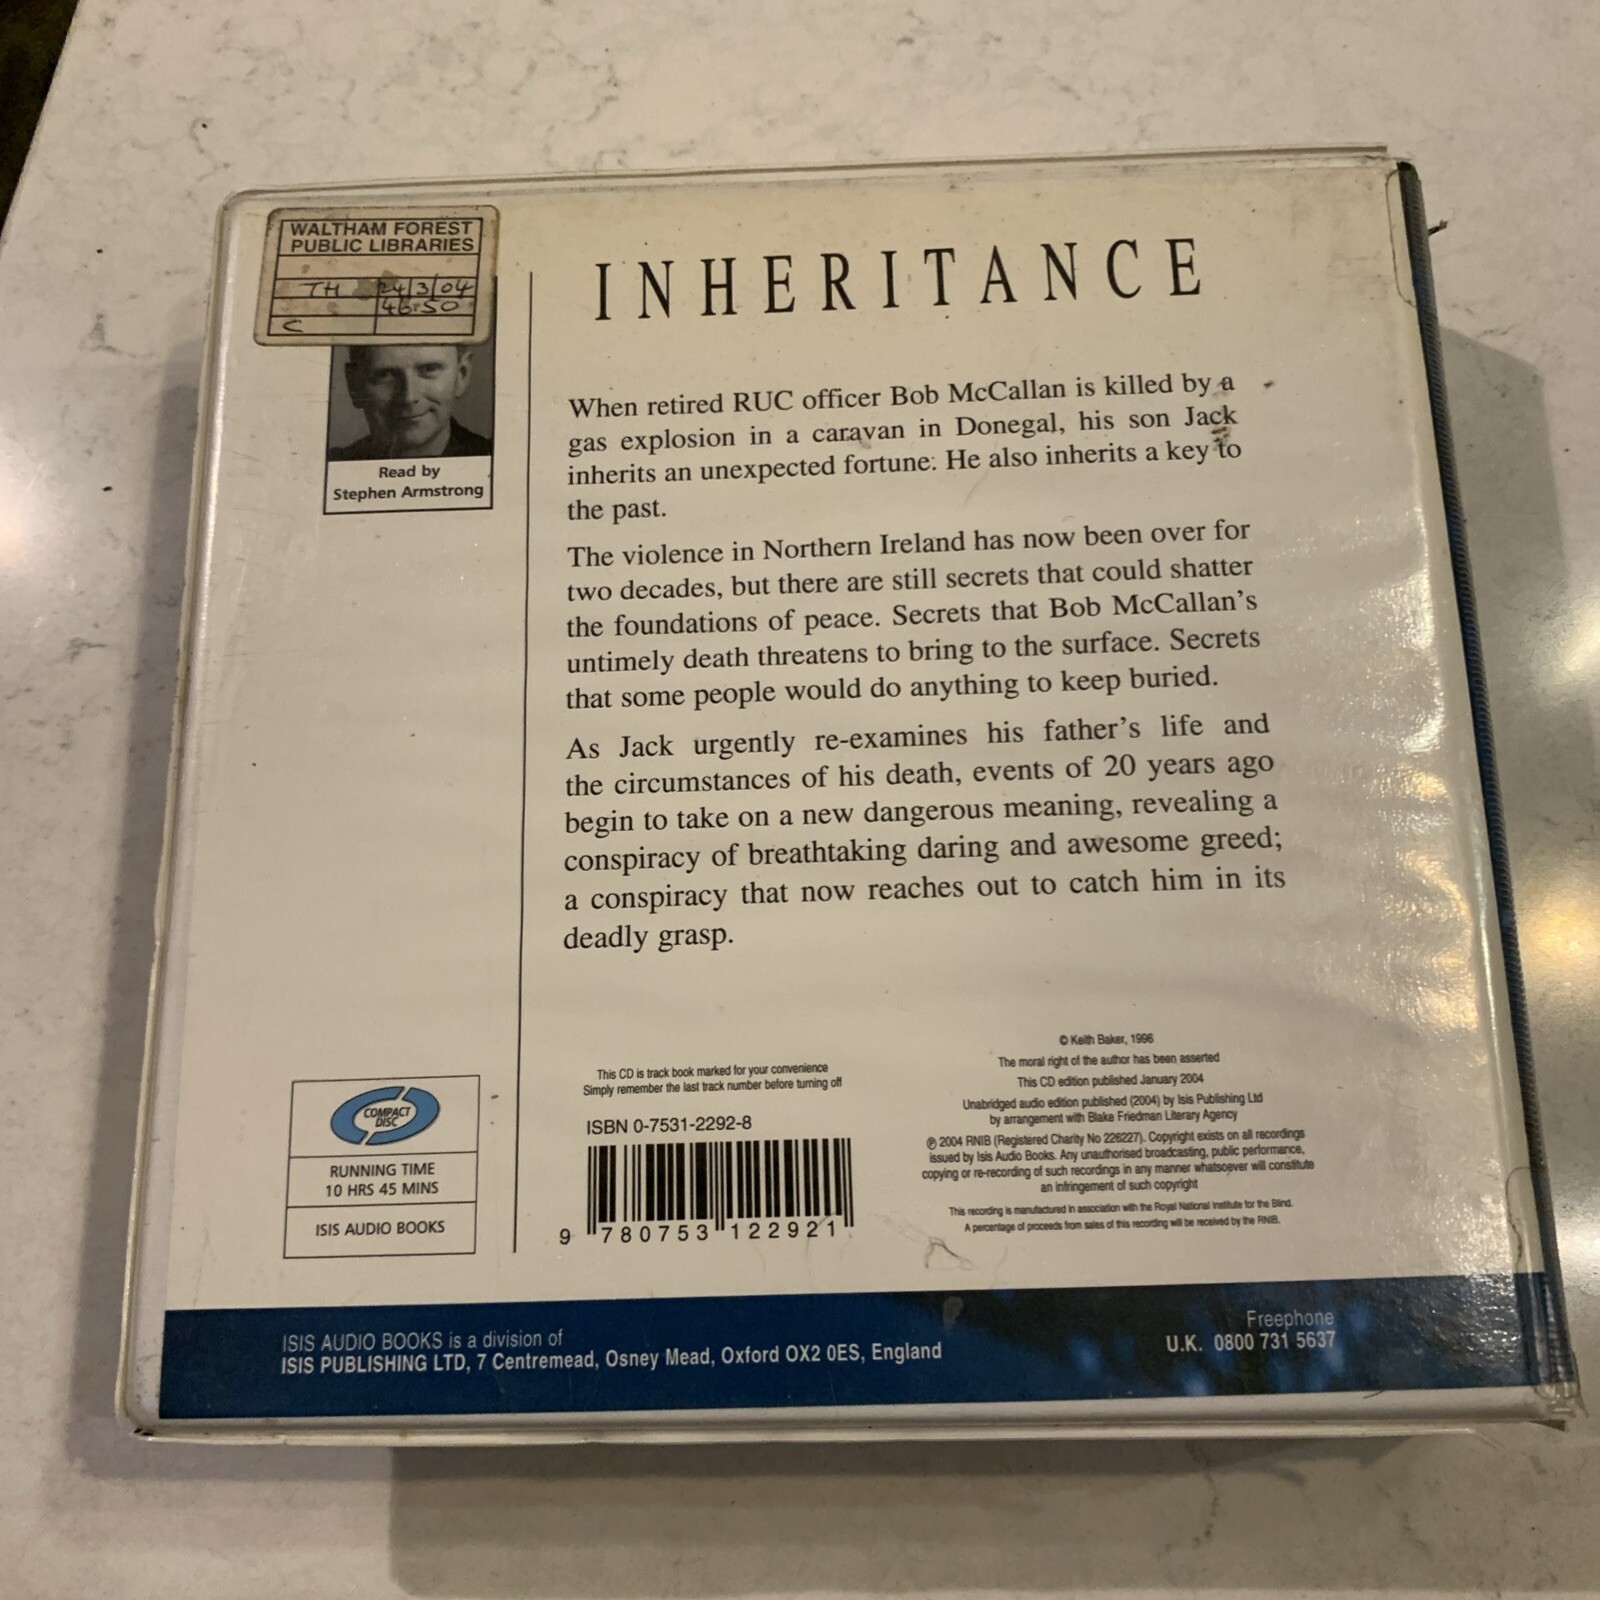 WALTHAM FOREST
PUBLIC LIBRARIES
TH 24/3/04
46.50
C
Read by
Stephen Armstrong
INHERITANCE
When retired RUC officer Bob McCallan is killed by a
gas explosion in a caravan in Donegal, his son Jack
inherits an unexpected fortune. He also inherits a key to
the past.
The violence in Northern Ireland has now been over for
two decades, but there are still secrets that could shatter
the foundations of peace. Secrets that Bob McCallan's
untimely death threatens to bring to the surface. Secrets
that some people would do anything to keep buried.
As Jack urgently re-examines his father's life and
the circumstances of his death, events of 20 years ago
begin to take on a new dangerous meaning, revealing a
conspiracy of breathtaking daring and awesome greed;
a conspiracy that now reaches out to catch him in its
deadly grasp.
COMPACT
DISC
RUNNING TIME
10 HRS 45 MINS
ISIS AUDIO BOOKS
This CD is track book marked for your convenience
Simply remember the last track number before turning off
ISBN 0-7531-2292-8
9 780753 122921
© Keith Baker, 1996
The moral right of the author has been asserted
This CD edition published January 2004
Unabridged audio edition published (2004) by Isis Publishing Ltd
by arrangement with Blake Friedman Literary Agency
℗ 2004 RNIB (Registered Charity No 226227). Copyright exists on all recordings
issued by Isis Audio Books. Any unauthorised broadcasting, public performance,
copying or re-recording of such recordings in any manner whatsoever will constitute
an infringement of such copyright
This recording is manufactured in association with the Royal National Institute for the Blind.
A percentage of proceeds from sales of this recording will be received by the RNIB.
ISIS AUDIO BOOKS is a division of
ISIS PUBLISHING LTD, 7 Centremead, Osney Mead, Oxford OX2 0ES, England
Freephone
U.K. 0800 731 5637